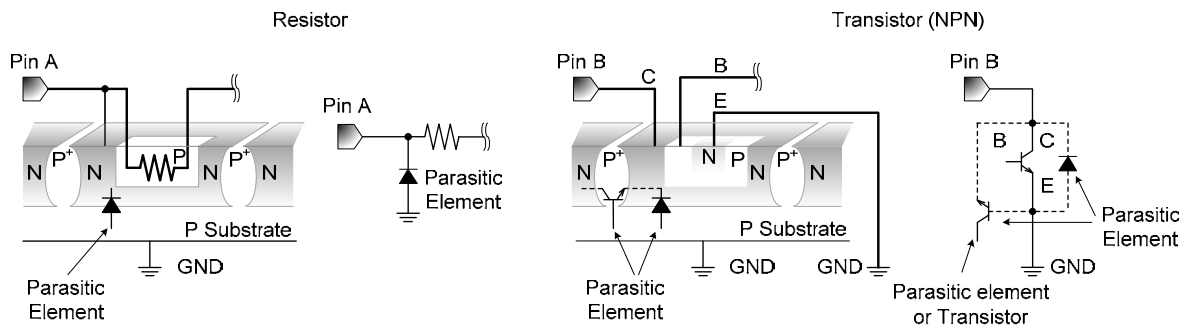 Resistor
Transistor (NPN)
Pin A
Pin A
N
P+
N
P
N
P+
N
Parasitic
Element
P Substrate
GND
Parasitic
Element
Pin B
C
B
E
N
P+
N
N
P
N
P+
N
P Substrate
GND
GND
Parasitic
Element
Pin B
B
C
E
Parasitic
Element
GND
Parasitic element
or Transistor